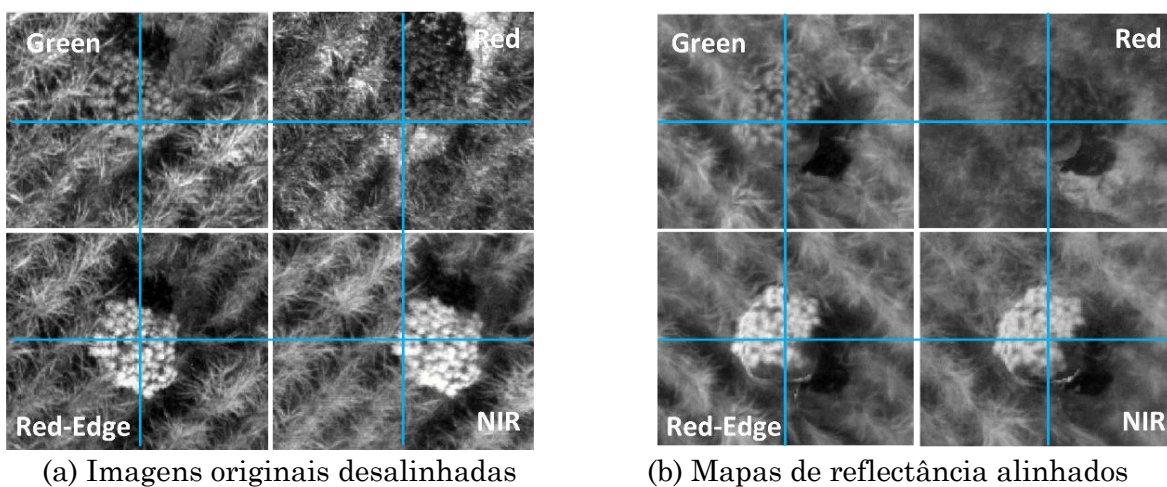 Green
Red
Red-Edge
NIR
(a) Imagens originais desalinhadas
Green
Red
Red-Edge
NIR
(b) Mapas de reflectância alinhados